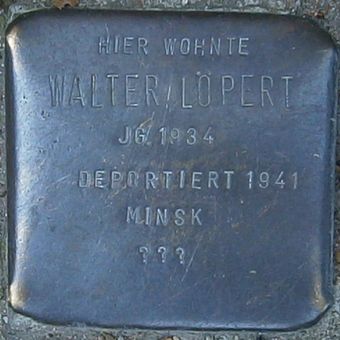 HIER WOHNTE
WALTER LÖPERT
JG. 1934
DEPORTIERT 1941
MINSK
???